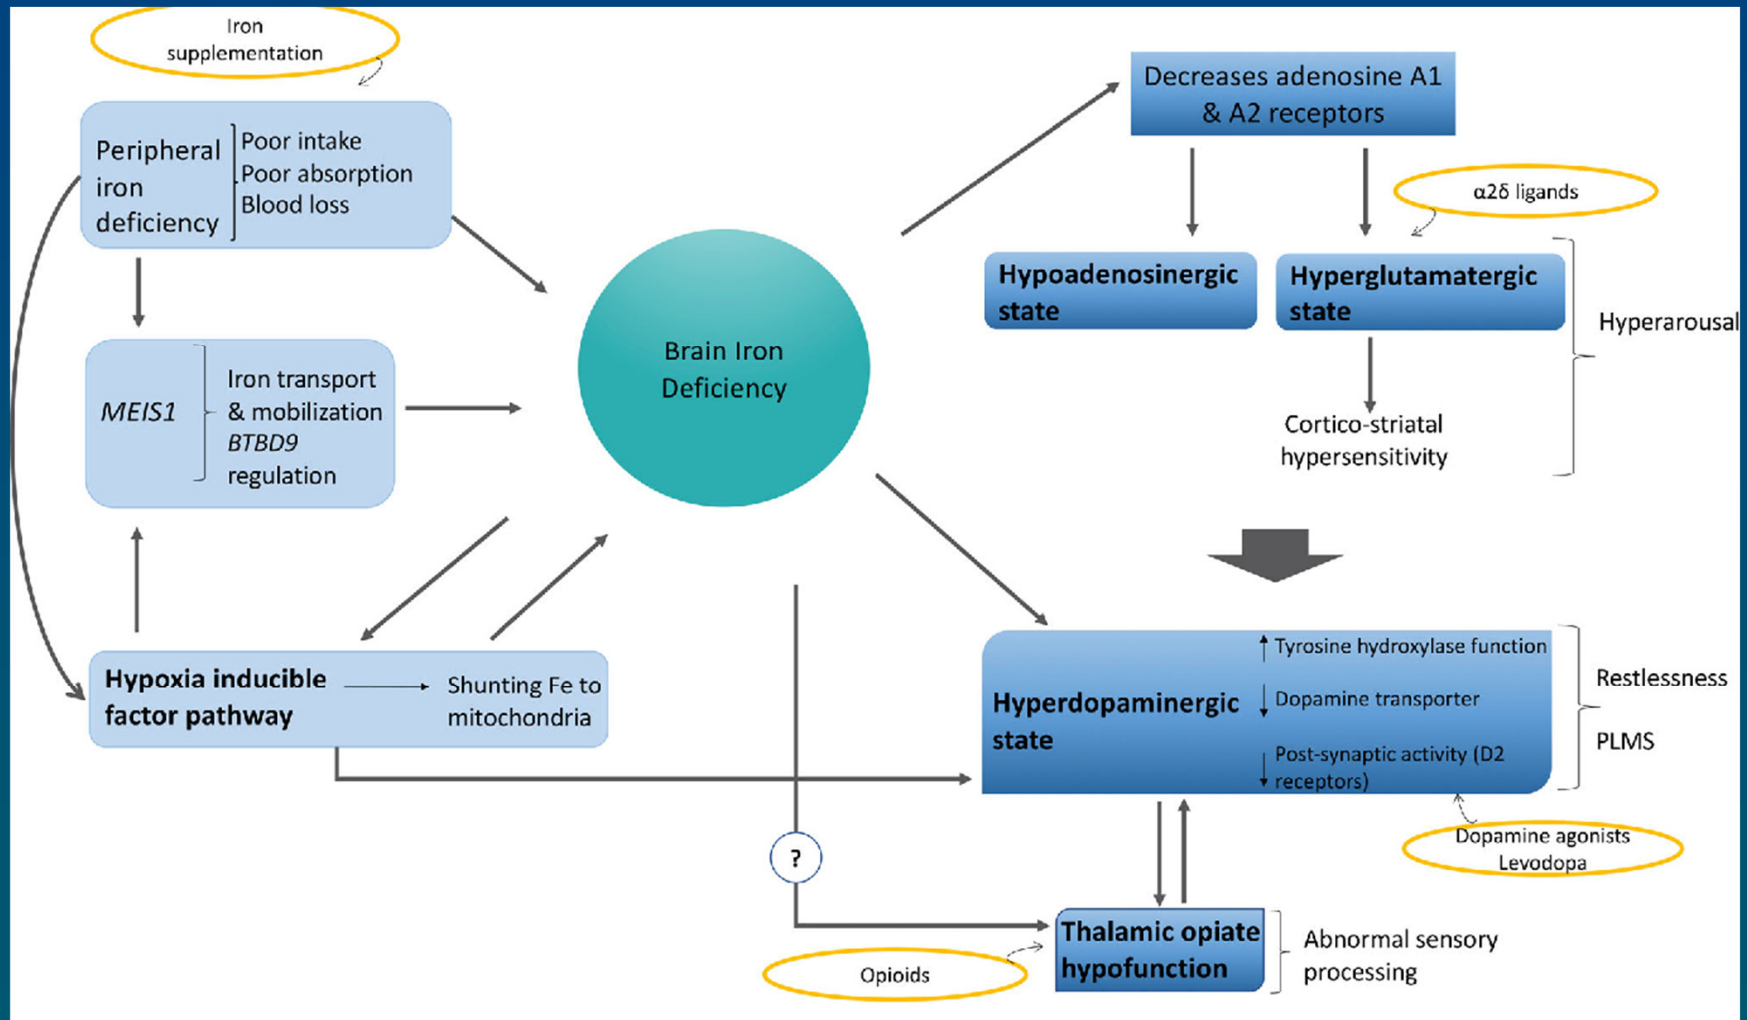 Iron
supplementation
Peripheral
iron
deficiency
Poor intake
Poor absorption
Blood loss
MEIS1
Iron transport
& mobilization
BTBD9
regulation
Hypoxia inducible
factor pathway
Shunting Fe to
mitochondria
Brain Iron
Deficiency
?
Decreases adenosine A1
& A2 receptors
α2δ ligands
Hypoadenosinergic
state
Hyperglutamatergic
state
Hyperarousal
Cortico-striatal
hypersensitivity
Hyperdopaminergic
state
↑ Tyrosine hydroxylase function
↓ Dopamine transporter
↓ Post-synaptic activity (D2
receptors)
Restlessness
PLMS
Dopamine agonists
Levodopa
Thalamic opiate
hypofunction
Abnormal sensory
processing
Opioids